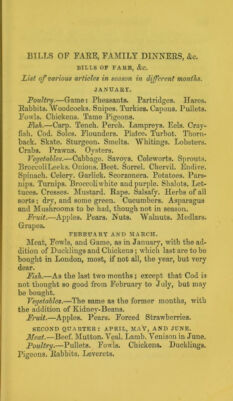 BILLS OF FARE, FAMILY DINNERS, &c.
BILLS OF FARE, &c.
List of various articles in season in different months.
JANUARY.
Poultry.—Game: Pheasants. Partridges. Hares.
Rabbits. Woodcocks. Snipes. Turkies. Capons. Pullets.
Fowls. Chickens. Tame Pigeons.
Fish.—Carp. Tench. Perch. Lampreys. Eels. Cray-
fish. Cod. Soles. Flounders. Plaice. Turbot. Thorn-
back. Skate. Sturgeon. Smelts. Whitings. Lobsters.
Crabs. Prawns. Oysters.
Vegetables.—Cabbage. Savoys. Coleworts. Sprouts.
Broccoli Leeks. Onions. Beet. Sorrel. Chervil. Endive.
Spinach. Celery. Garlick. Scorzonera. Potatoes. Pars-
nips. Turnips. Broccoli white and purple. Shalots. Let-
tuces. Cresses. Mustard. Rape. Salsafy. Herbs of all
sorts; dry, and some green. Cucumbers. Asparagus
and Mushrooms to be had, though not in season.
Fruit.—Apples. Pears. Nuts. Walnuts. Medlars.
Grapes.
FEBRUARY AND MARCH.
Meat, Fowls, and Game, as in January, with the ad-
dition of Ducklings and Chickens; which last are to be
bought in London, most, if not all, the year, but very
dear.
Fish.—As the last two months; except that Cod is
not thought so good from February to July, but may
be bought.
Vegetables.—The same as the former months, with
the addition of Kidney-Beans.
Fruit.—Apples. Pears. Forced Strawberries.
SECOND QUARTER: APRIL, MAY, AND JUNE.
Meat.—Beef. Mutton. Veal. Lamb. Venison in June.
Poultry.—Pullets. Fowls. Chickens. Ducklings.
Pigeons. Rabbits. Leverets.